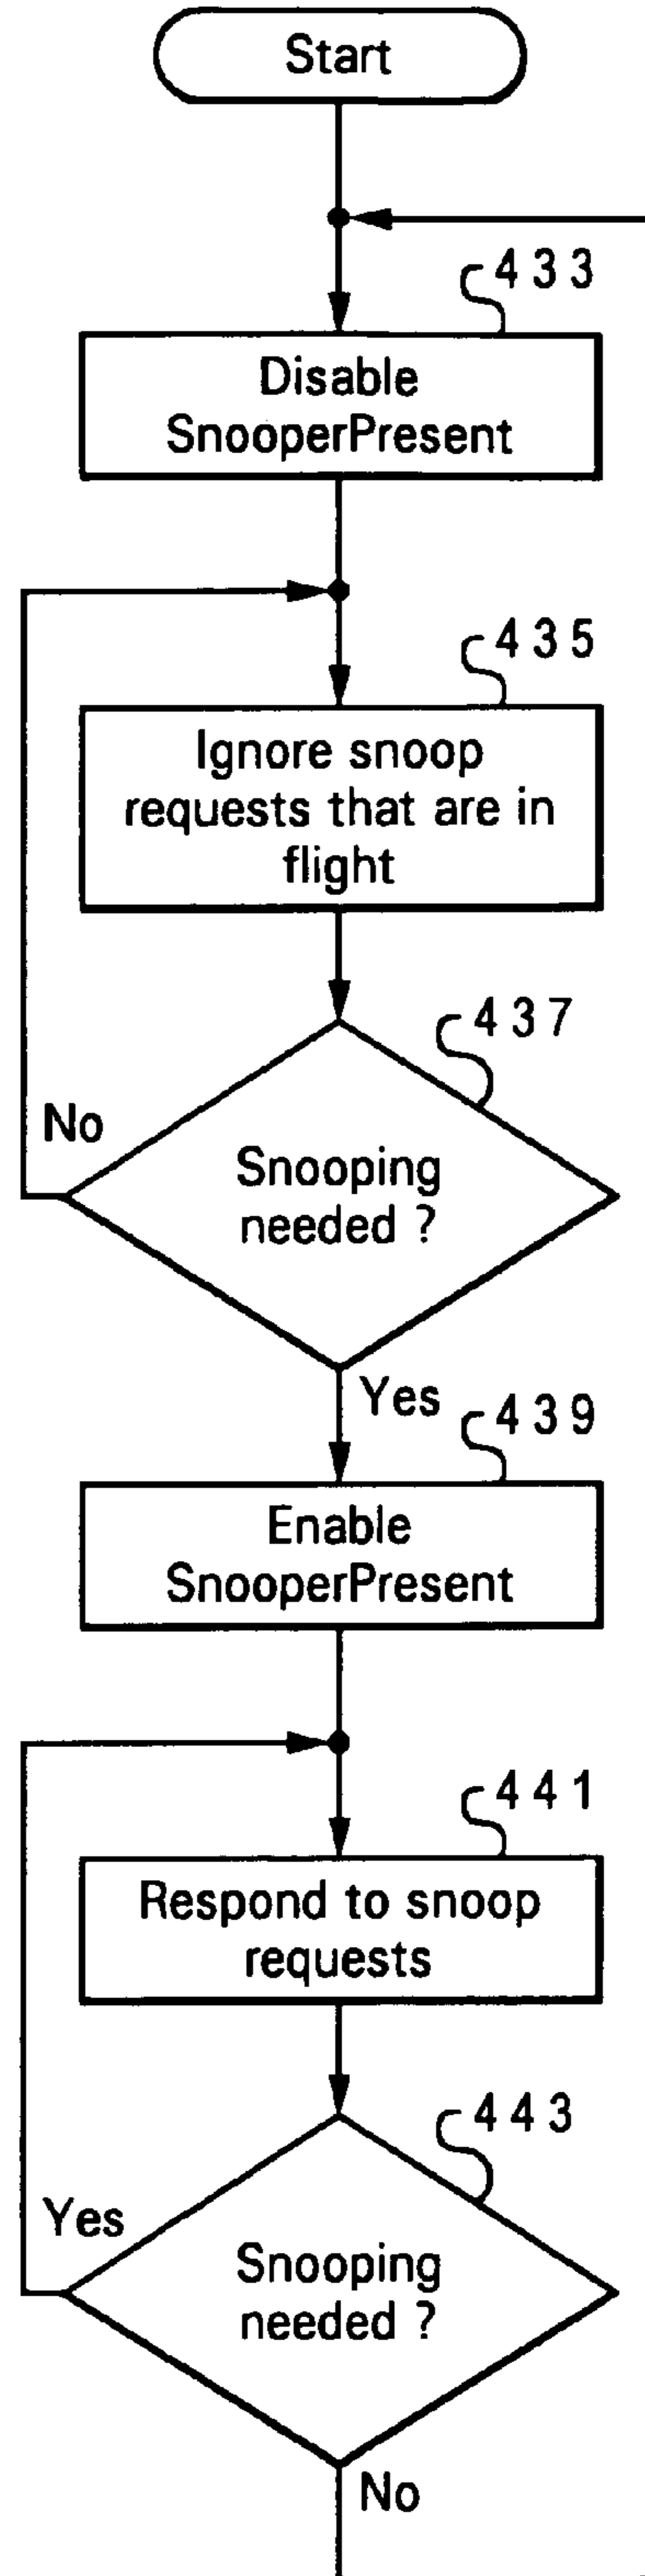 Start
433
Disable
SnooperPresent
435
Ignore snoop
requests that are in
flight
437
No
Snooping
needed ?
Yes
439
Enable
SnooperPresent
441
Respond to snoop
requests
443
Yes
Snooping
needed ?
No